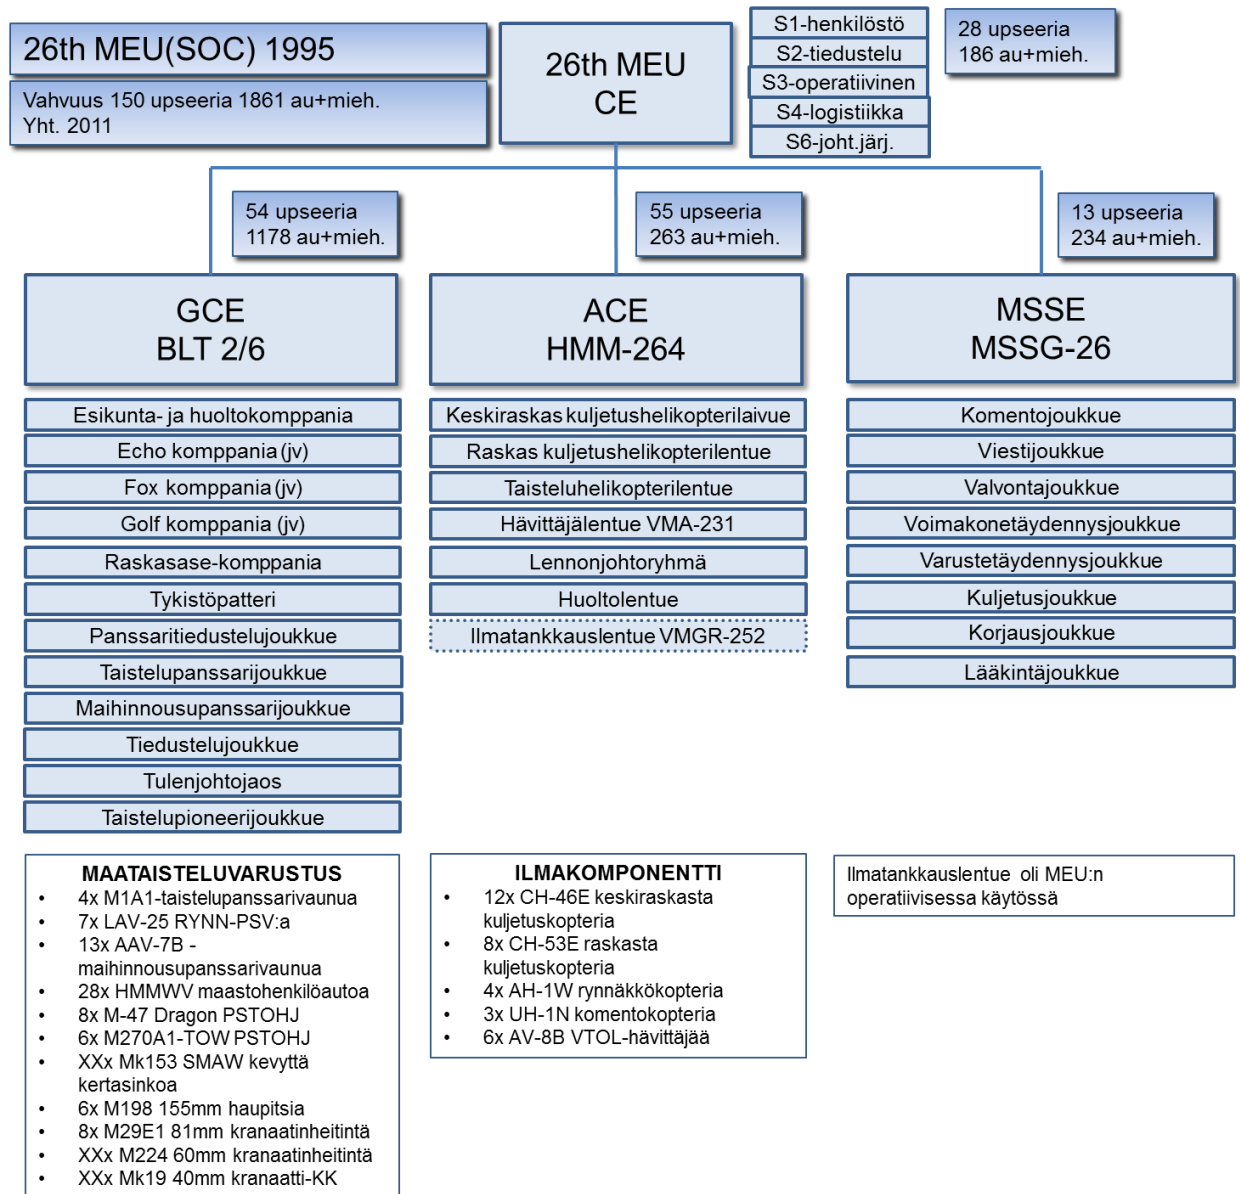 26th MEU(SOC) 1995
Vahvuus 150 upseeria 1861 au+mieh.
Yht. 2011
26th MEU
CE
S1-henkilöstö
S2-tiedustelu
S3-operatiivinen
S4-logistiikka
S6-joht.järj.
28 upseeria
186 au+mieh.
54 upseeria
1178 au+mieh.
55 upseeria
263 au+mieh.
13 upseeria
234 au+mieh.
GCE
BLT 2/6
Esikunta- ja huoltokomppania
Echo komppania (jv)
Fox komppania (jv)
Golf komppania (jv)
Raskasase-komppania
Tykistöpatteri
Panssaritiedustelujoukkue
Taistelupanssarijoukkue
Maihinnousupanssarijoukkue
Tiedustelujoukkue
Tulenjohtojaos
Taistelupioneerijoukkue
ACE
HMM-264
Keskiraskas kuljetushelikopterilaivue
Raskas kuljetushelikopterilentue
Taisteluhelikopterilentue
Hävittäjälentue VMA-231
Lennonjohtoryhmä
Huoltolentue
Ilmatankkauslentue VMGR-252
MSSE
MSSG-26
Komentojoukkue
Viestijoukkue
Valvontajoukkue
Voimakonetäydennysjoukkue
Varustetäydennysjoukkue
Kuljetusjoukkue
Korjausjoukkue
Lääkintäjoukkue
MAATAISTELUVARUSTUS
• 4x M1A1-taistelupanssarivaunua
• 7x LAV-25 RYNN-PSV:a
• 13x AAV-7B -
maihinnousupanssarivaunua
• 28x HMMWV maastohenkilöautoa
• 8x M-47 Dragon PSTOHJ
• 6x M270A1-TOW PSTOHJ
• XXx Mk153 SMAW kevyttä
kertasinkoa
• 6x M198 155mm haupitsia
• 8x M29E1 81mm kranaatinheitintä
• XXx M224 60mm kranaatinheitintä
• XXx Mk19 40mm kranaatti-KK
ILMAKOMPONENTTI
• 12x CH-46E keskiraskasta
kuljetuskopteria
• 8x CH-53E raskasta
kuljetuskopteria
• 4x AH-1W rynnäkkökopteria
• 3x UH-1N komentokopteria
• 6x AV-8B VTOL-hävittäjää
Ilmatankkauslentue oli MEU:n
operatiivisessa käytössä